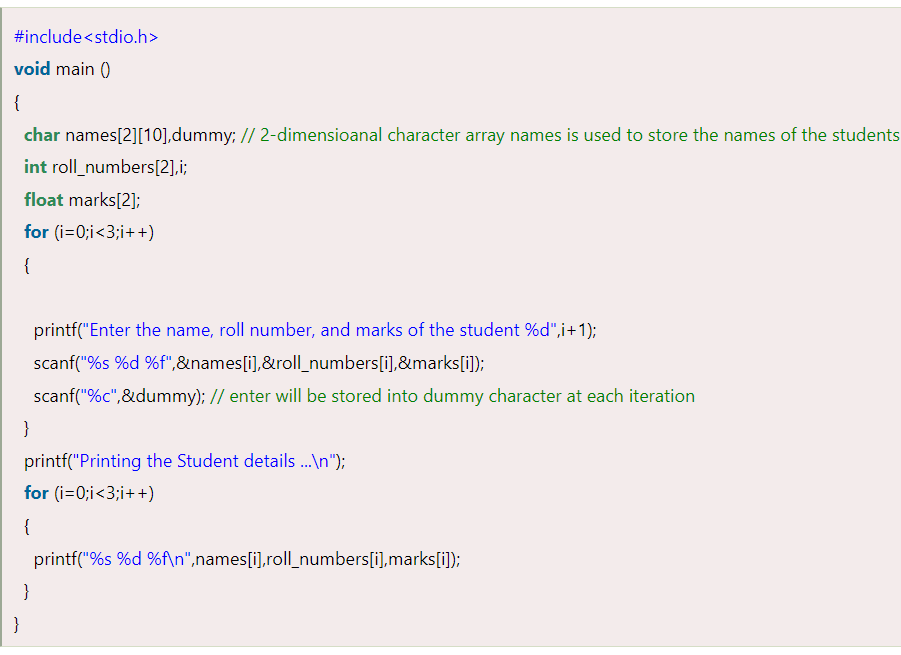 #include<stdio.h>
void main ()
{
char names[2][10],dummy; // 2-dimensioanal character array names is used to store the names of the students
int roll_numbers[2],i;
float marks[2];
for (i=0;i<3;i++)
{
printf("Enter the name, roll number, and marks of the student %d",i+1);
scanf("%s %d %f",&names[i],&roll_numbers[i],&marks[i]);
scanf("%c",&dummy); // enter will be stored into dummy character at each iteration
}
printf("Printing the Student details ...\n");
for (i=0;i<3;i++)
{
printf("%s %d %f\n",names[i],roll_numbers[i],marks[i]);
}
}